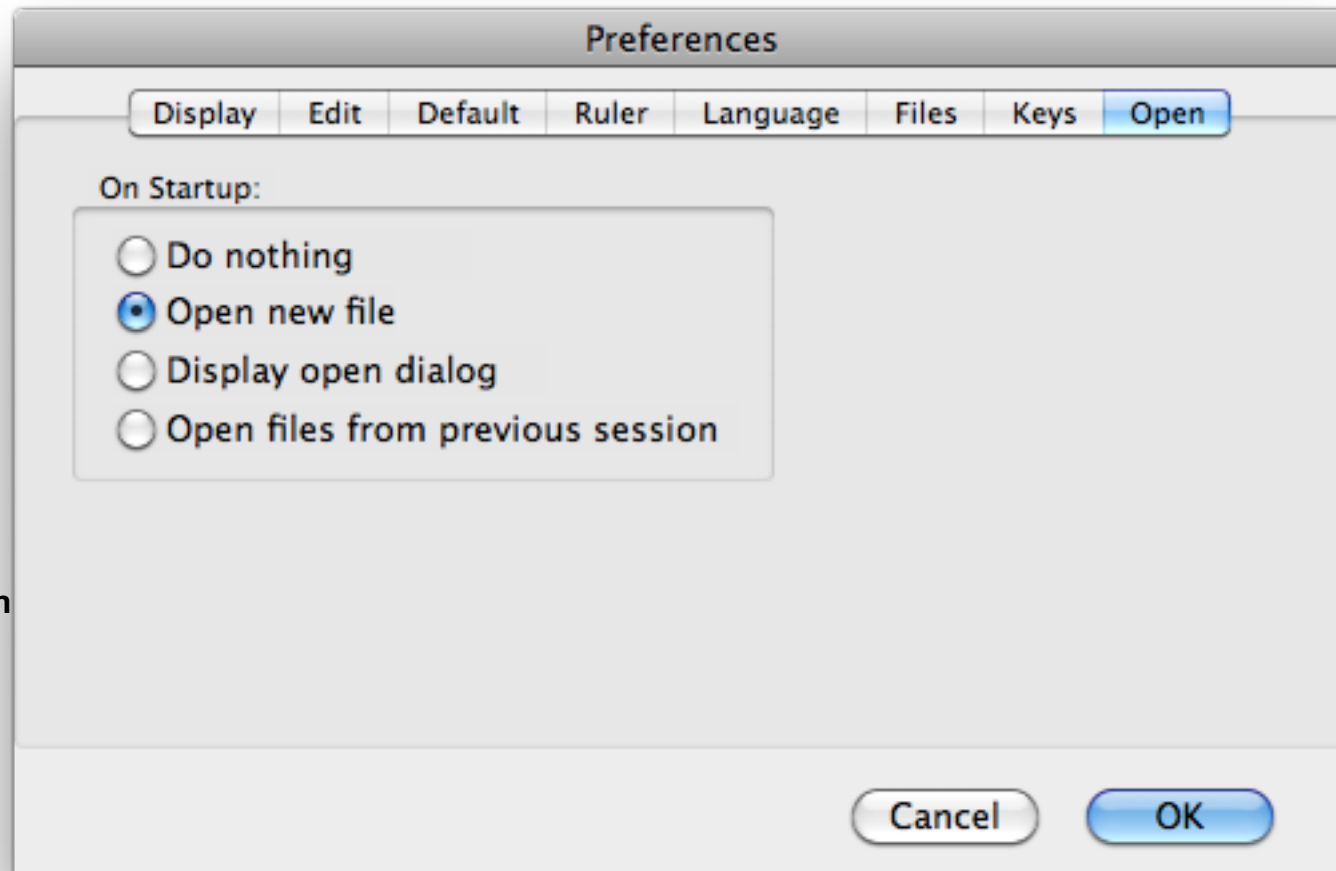 Preferences
Display Edit Default Ruler Language Files Keys Open
On Startup:
Do nothing
Open new file
Display open dialog
Open files from previous session
n
Cancel OK